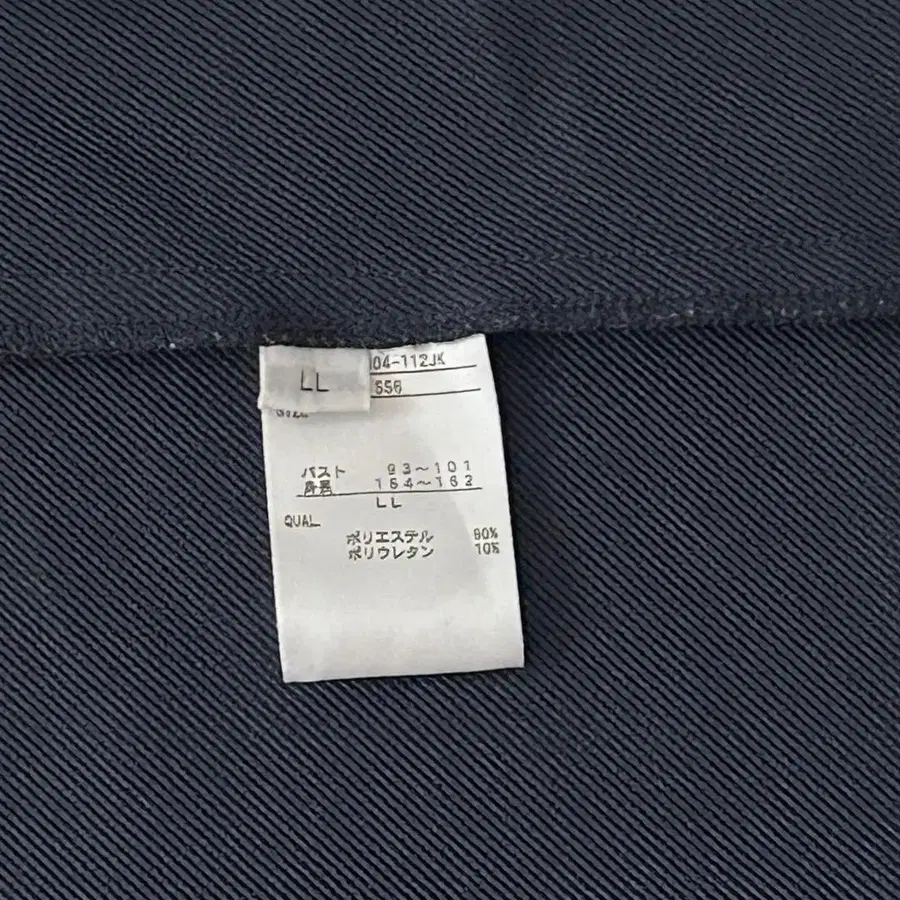 LL
04-112JK
556
SIZE
バスト 93~101
身長 154~162
LL
QUAL
ポリエステル 90%
ポリウレタン 10%